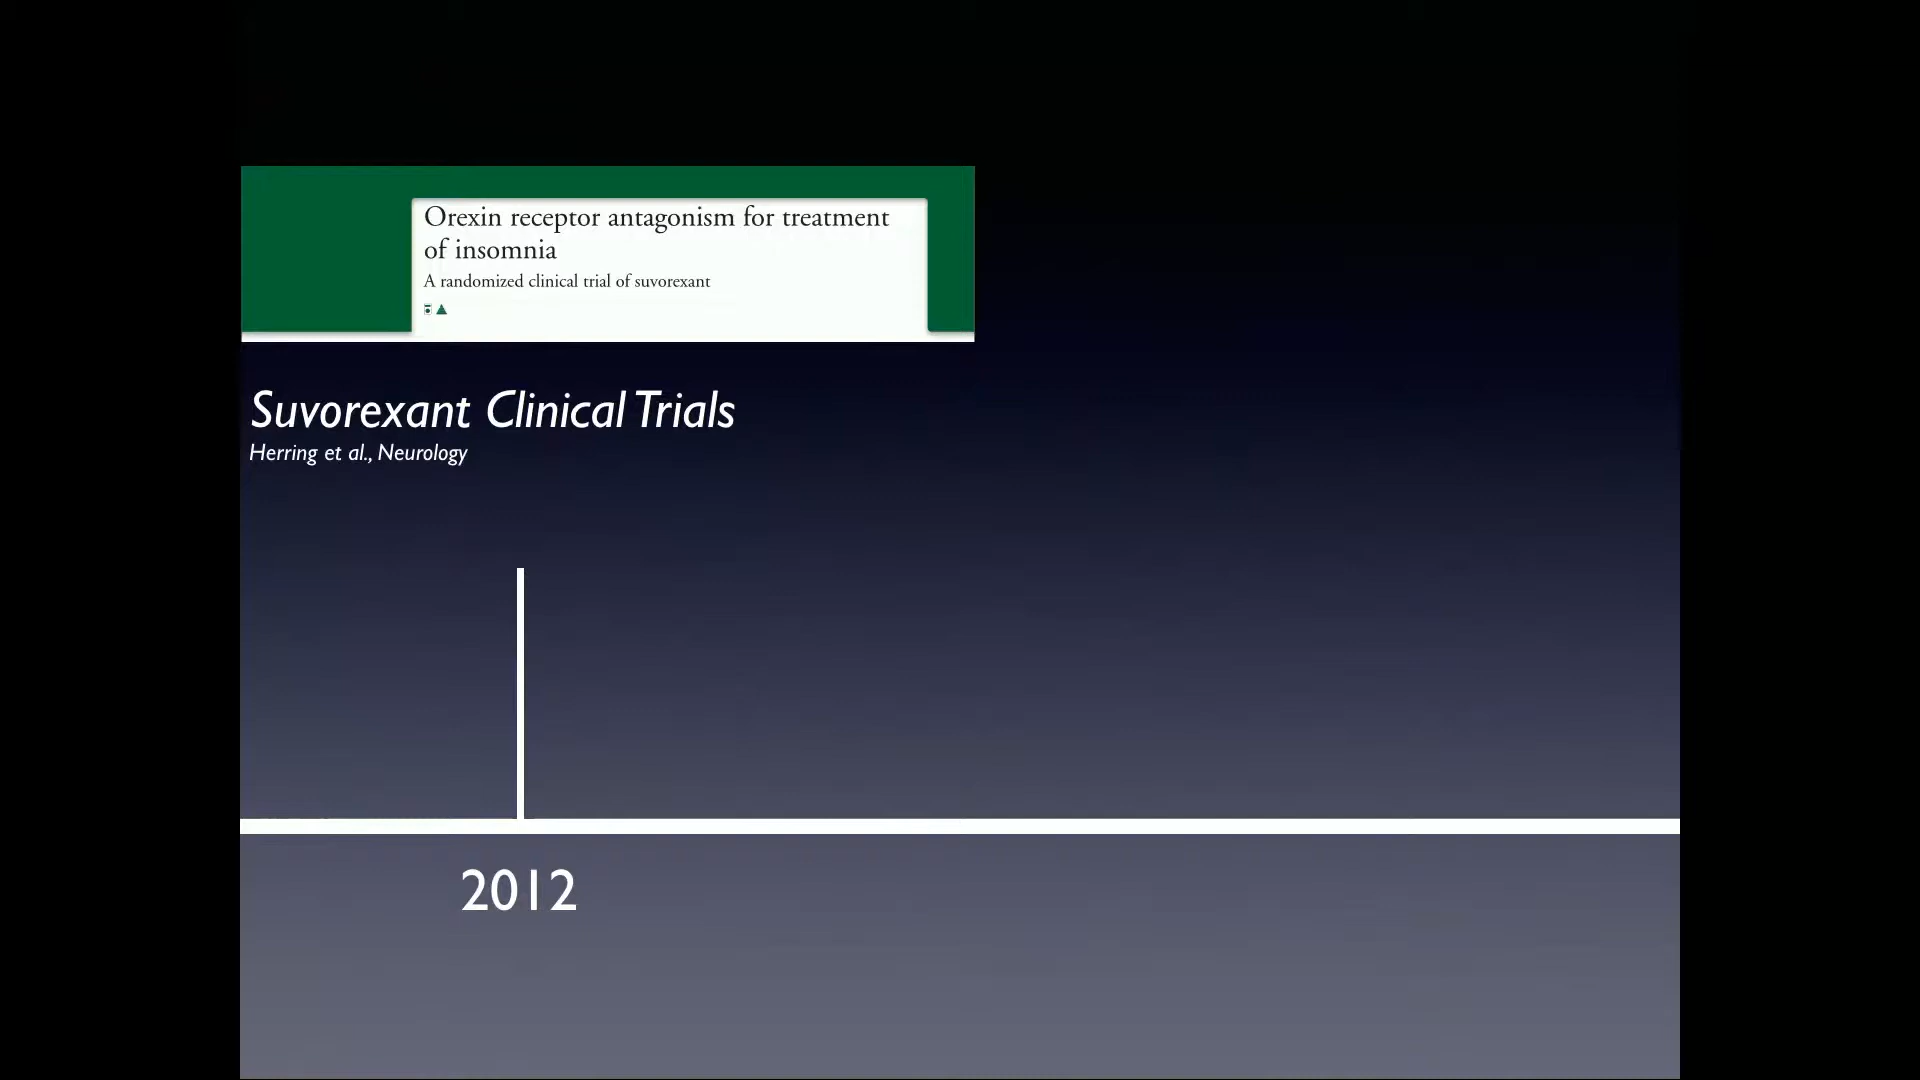 Orexin receptor antagonism for treatment
of insomnia
A randomized clinical trial of suvorexant
Suvorexant Clinical Trials
Herring et al., Neurology
2012